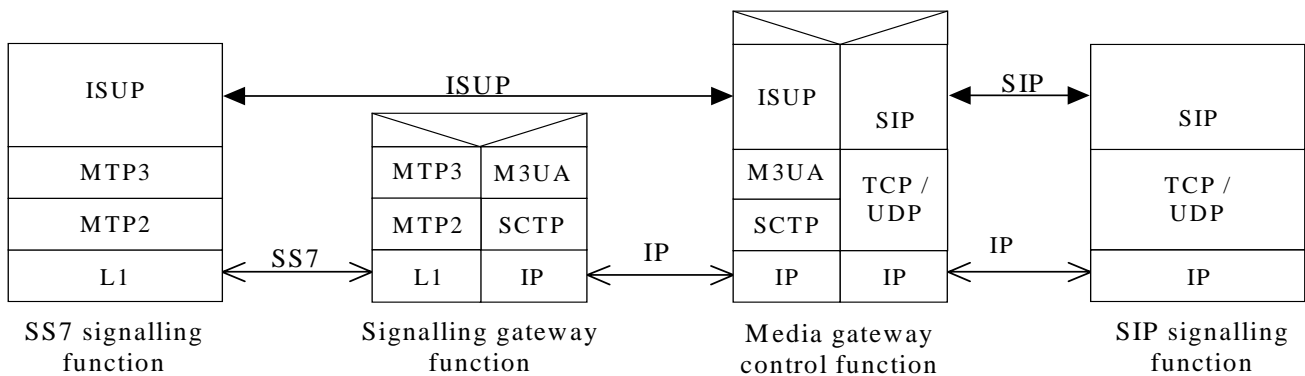 ISUP
MTP3
MTP2
L1
SS7 signalling
function
ISUP
SS7
MTP3
M3UA
MTP2
SCTP
L1
IP
Signalling gateway
function
IP
ISUP
SIP
M3UA
TCP /
UDP
SCTP
IP
IP
Media gateway
control function
SIP
IP
SIP
TCP /
UDP
IP
SIP signalling
function